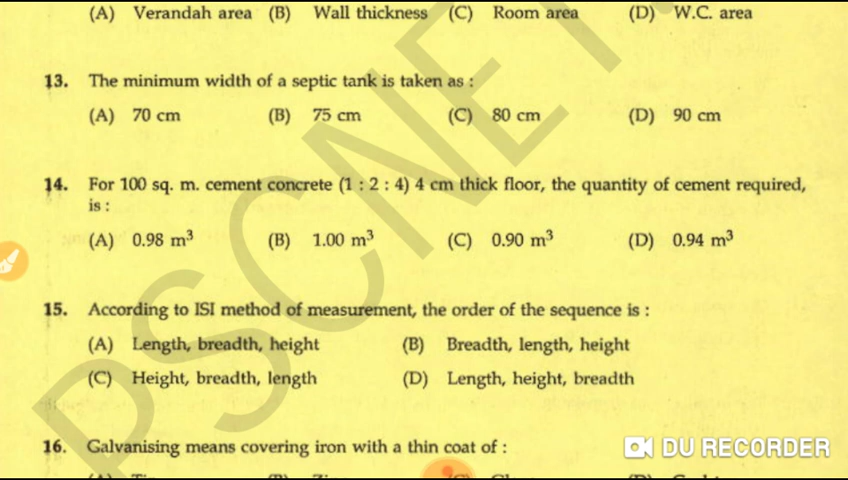 (A) Verandah area (B) Wall thickness (C) Room area (D) W.C. area
13. The minimum width of a septic tank is taken as :
(A) 70 cm (B) 75 cm (C) 80 cm (D) 90 cm
14. For 100 sq. m. cement concrete (1 : 2 : 4) 4 cm thick floor, the quantity of cement required,
is :
(A) 0.98 m³ (B) 1.00 m³ (C) 0.90 m³ (D) 0.94 m³
15. According to ISI method of measurement, the order of the sequence is :
(A) Length, breadth, height (B) Breadth, length, height
(C) Height, breadth, length (D) Length, height, breadth
16. Galvanising means covering iron with a thin coat of :
DU RECORDER
PSCNET